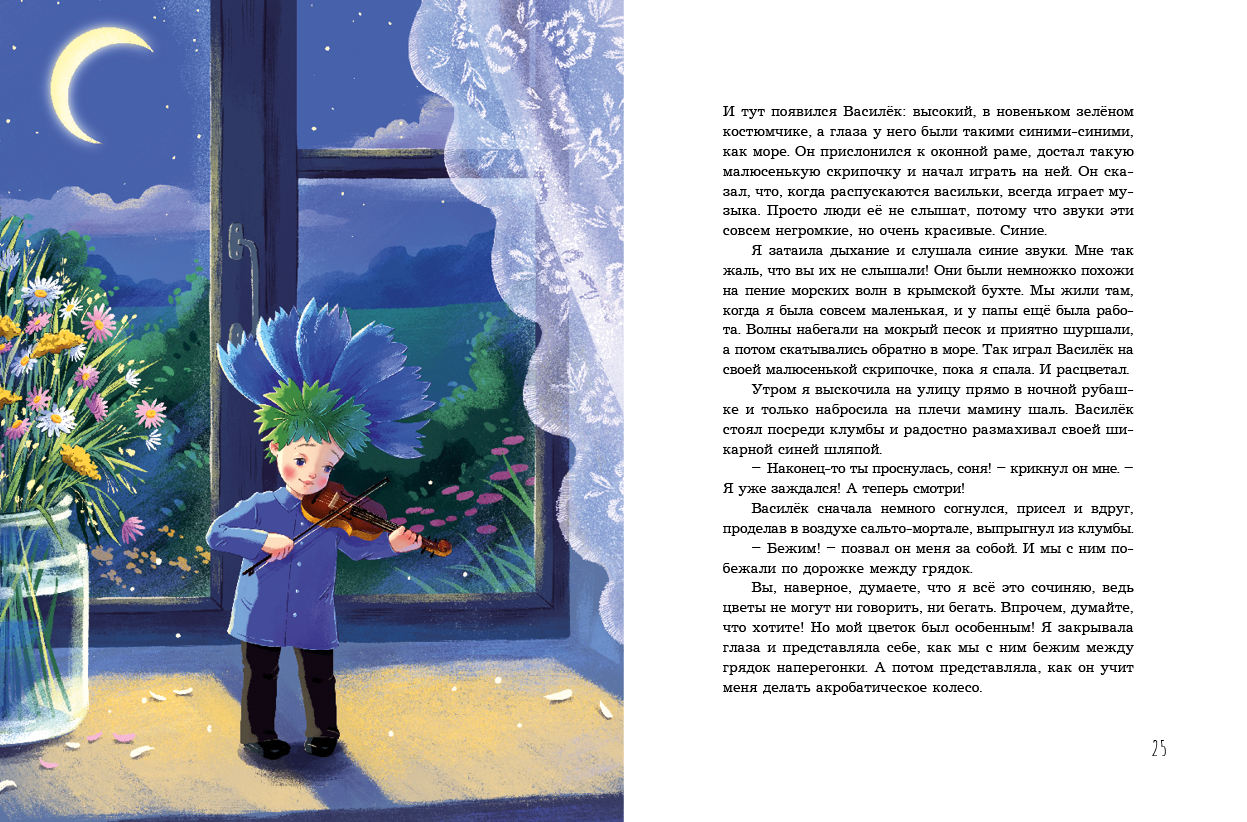 И тут появился Василёк: высокий, в новеньком зелёном
костюмчике, а глаза у него были такими синими-синими,
как море. Он прислонился к оконной раме, достал такую
малюсенькую скрипочку и начал играть на ней. Он ска-
зал, что, когда распускаются васильки, всегда играет му-
зыка. Просто люди её не слышат, потому что звуки эти
совсем негромкие, но очень красивые. Синие.
Я затаила дыхание и слушала синие звуки. Мне так
жаль, что вы их не слышали! Они были немножко похожи
на пение морских волн в крымской бухте. Мы жили там,
когда я была совсем маленькая, и у папы ещё была рабо-
та. Волны набегали на мокрый песок и приятно шуршали,
а потом скатывались обратно в море. Так играл Василёк на
своей малюсенькой скрипочке, пока я спала. И расцветал.
Утром я выскочила на улицу прямо в ночной рубаш-
ке и только набросила на плечи мамину шаль. Василёк
стоял посреди клумбы и радостно размахивал своей ши-
карной синей шляпой.
– Наконец-то ты проснулась, соня! – крикнул он мне. –
Я уже заждался! А теперь смотри!
Василёк сначала немного согнулся, присел и вдруг,
проделав в воздухе сальто-мортале, выпрыгнул из клумбы.
– Бежим! – позвал он меня за собой. И мы с ним по-
бежали по дорожке между грядок.
Вы, наверное, думаете, что я всё это сочиняю, ведь
цветы не могут ни говорить, ни бегать. Впрочем, думайте,
что хотите! Но мой цветок был особенным! Я закрывала
глаза и представляла себе, как мы с ним бежим между
грядок наперегонки. А потом представляла, как он учит
меня делать акробатическое колесо.
25